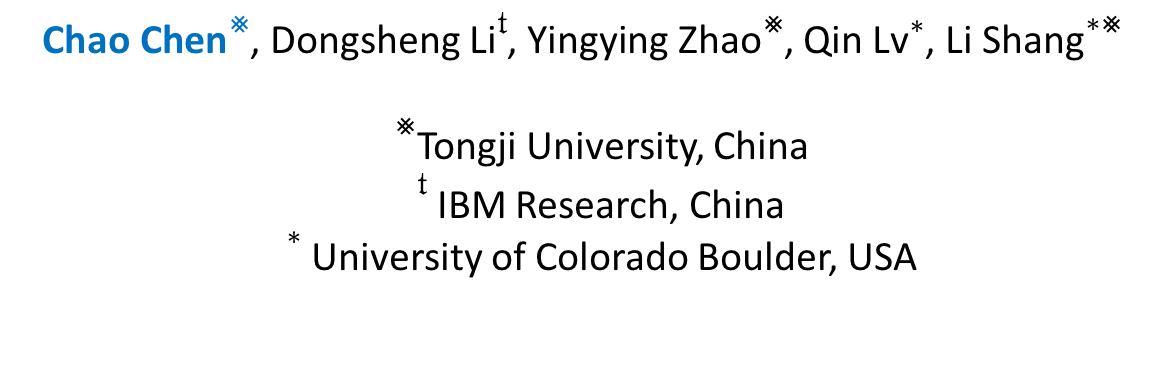 Chao Chen※, Dongsheng Liƭ, Yingying Zhao※, Qin Lv*, Li Shang*※
※Tongji University, China
ƭ IBM Research, China
* University of Colorado Boulder, USA